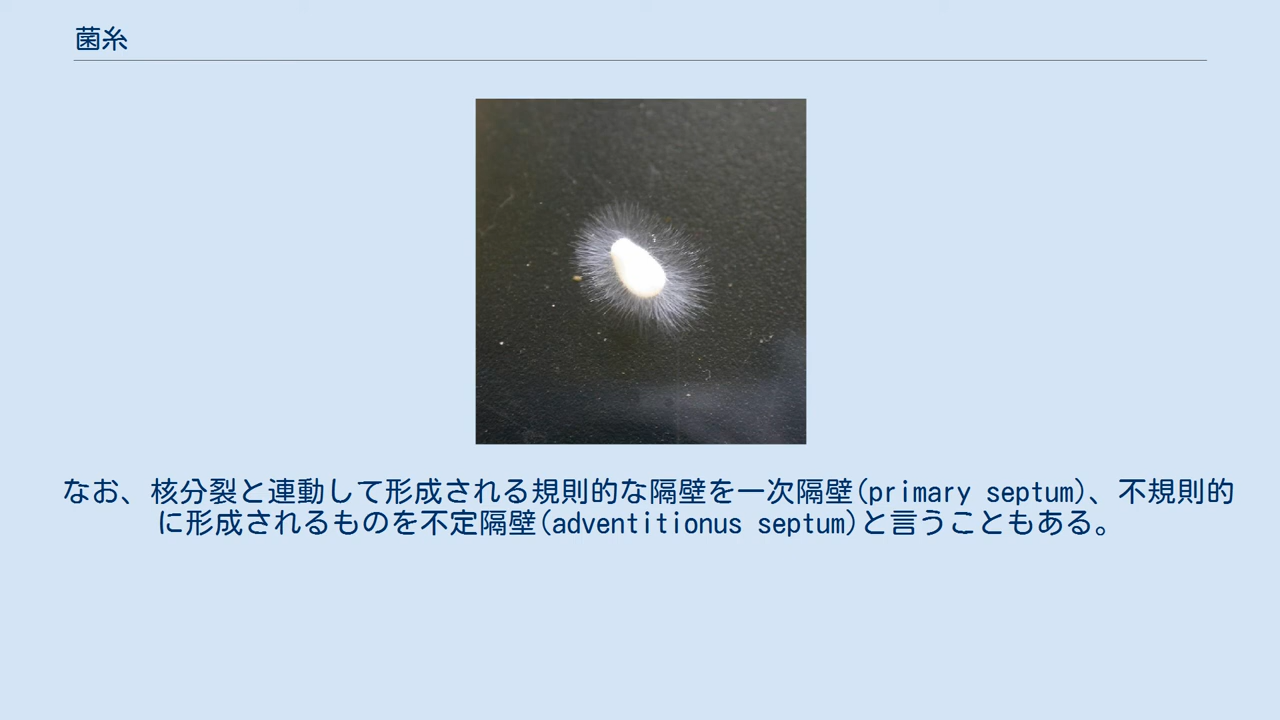 菌糸
なお、核分裂と連動して形成される規則的な隔壁を一次隔壁(primary septum)、不規則的
に形成されるものを不定隔壁(adventitionus septum)と言うこともある。